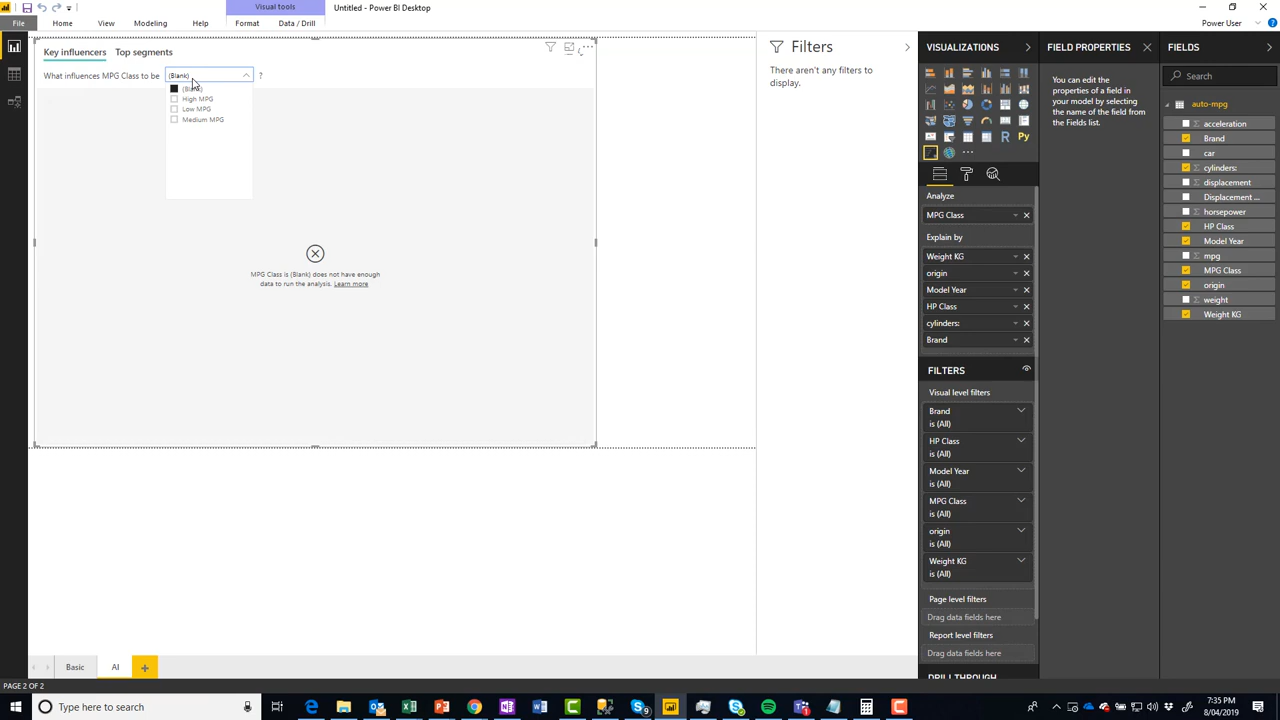 Visual tools
Untitled - Power BI Desktop
File
Home
View
Modeling
Help
Format
Data / Drill
Power User
Key influencers
Top segments
What influences MPG Class to be
(Blank)
?
High MPG
Low MPG
Medium MPG
MPG Class is (Blank) does not have enough
data to run the analysis. Learn more
Filters
There aren't any filters to
display.
VISUALIZATIONS
R
Py
Analyze
MPG Class
Explain by
Weight KG
origin
Model Year
HP Class
cylinders:
Brand
FILTERS
Visual level filters
Brand
is (All)
HP Class
is (All)
Model Year
is (All)
MPG Class
is (All)
origin
is (All)
Weight KG
is (All)
Page level filters
Drag data fields here
Report level filters
Drag data fields here
DRILLTHROUGH
FIELD PROPERTIES
You can edit the
properties of a field in
your model by selecting
the name of the field from
the Fields list.
FIELDS
Search
auto-mpg
acceleration
Brand
car
cylinders:
displacement
Displacement ...
horsepower
HP Class
Model Year
mpg
MPG Class
origin
weight
Weight KG
Basic
AI
PAGE 2 OF 2
Type here to search
7:35 PM
8/04/2019